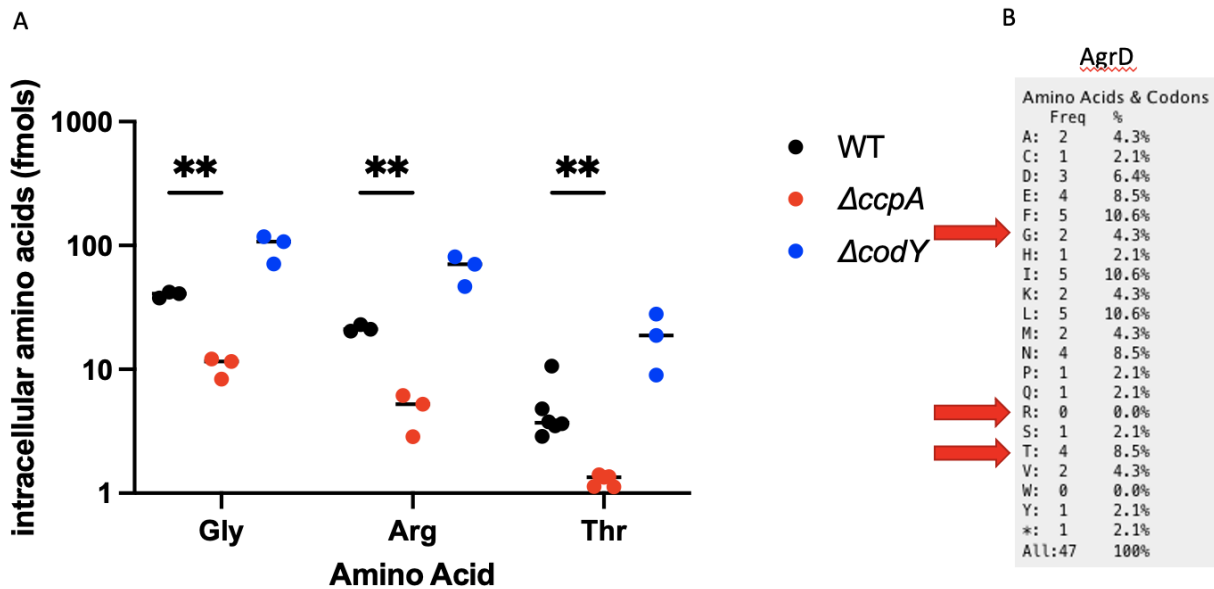 A
B
intracellular amino acids (fmols)
1000
100
10
1
**
**
**
Gly
Arg
Thr
Amino Acid
WT
ΔccpA
ΔcodY
AgrD
Amino Acids & Codons
Freq %
A: 2 4.3%
C: 1 2.1%
D: 3 6.4%
E: 4 8.5%
F: 5 10.6%
G: 2 4.3%
H: 1 2.1%
I: 5 10.6%
K: 2 4.3%
L: 5 10.6%
M: 2 4.3%
N: 4 8.5%
P: 1 2.1%
Q: 1 2.1%
R: 0 0.0%
S: 1 2.1%
T: 4 8.5%
V: 2 4.3%
W: 0 0.0%
Y: 1 2.1%
*: 1 2.1%
All:47 100%